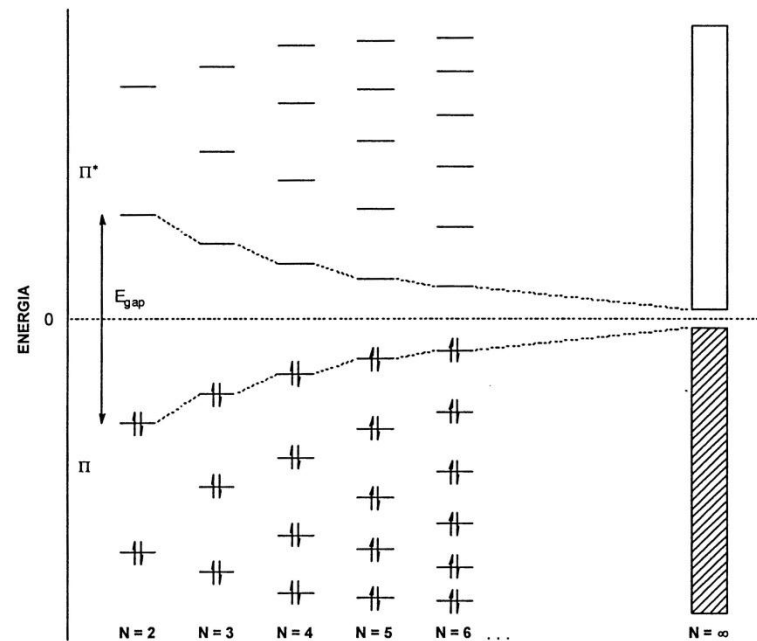 Π*
E_gap
0
ENERGIA
Π
N = 2 N = 3 N = 4 N = 5 N = 6 . . . N = ∞